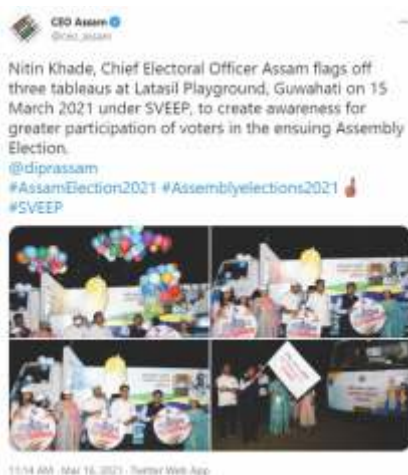 CEO Assam
@ceo_assam
Nitin Khade, Chief Electoral Officer Assam flags off
three tableaus at Latasil Playground, Guwahati on 15
March 2021 under SVEEP, to create awareness for
greater participation of voters in the ensuing Assembly
Election.
@diprassam
#AssamElection2021 #Assemblyelections2021
#SVEEP
11:14 AM · Mar 16, 2021 · Twitter Web App